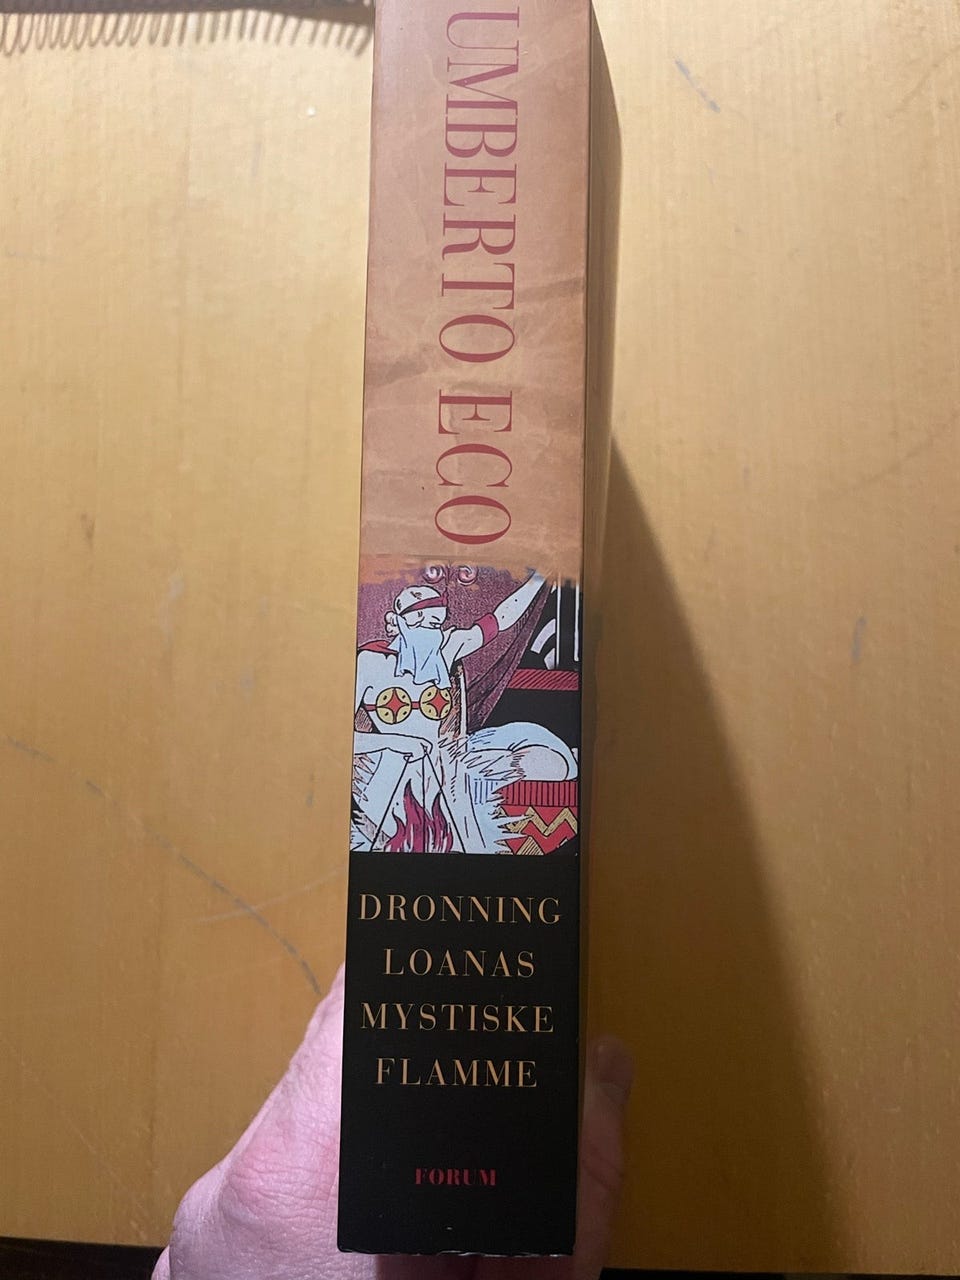 UMBERTO ECO
DRONNING
LOANAS
MYSTISKE
FLAMME
FORUM